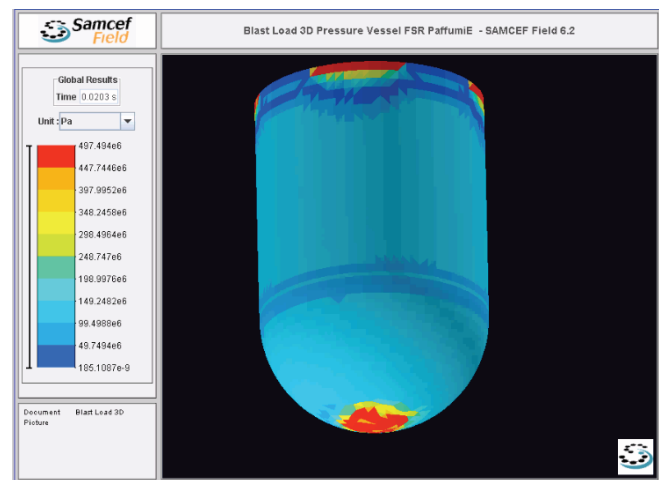 Samcef
Field
Blast Load 3D Pressure Vessel FSR PaffumiE - SAMCEF Field 6.2
Global Results
Time 0.0203 s
Unit : Pa
497.494e6
447.7446e6
397.9952e6
348.2458e6
298.4964e6
248.747e6
198.9976e6
149.2482e6
99.4988e6
49.7494e6
185.1087e-9
Document Blast Load 3D
Picture